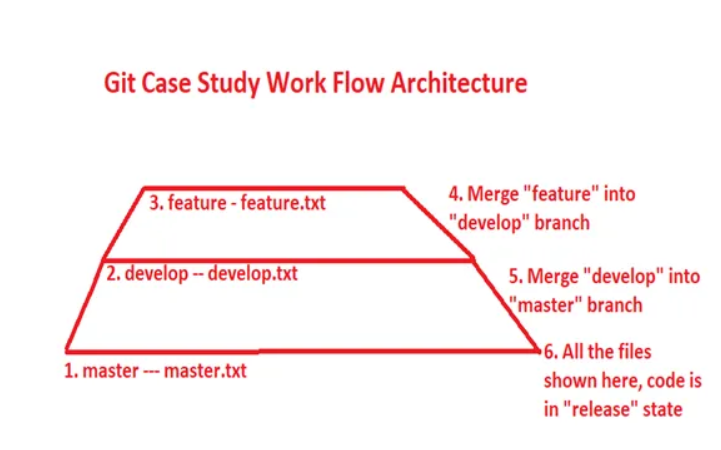 Git Case Study Work Flow Architecture
3. feature - feature.txt
4. Merge "feature" into
"develop" branch
2. develop -- develop.txt
5. Merge "develop" into
"master" branch
1. master --- master.txt
6. All the files
shown here, code is
in "release" state